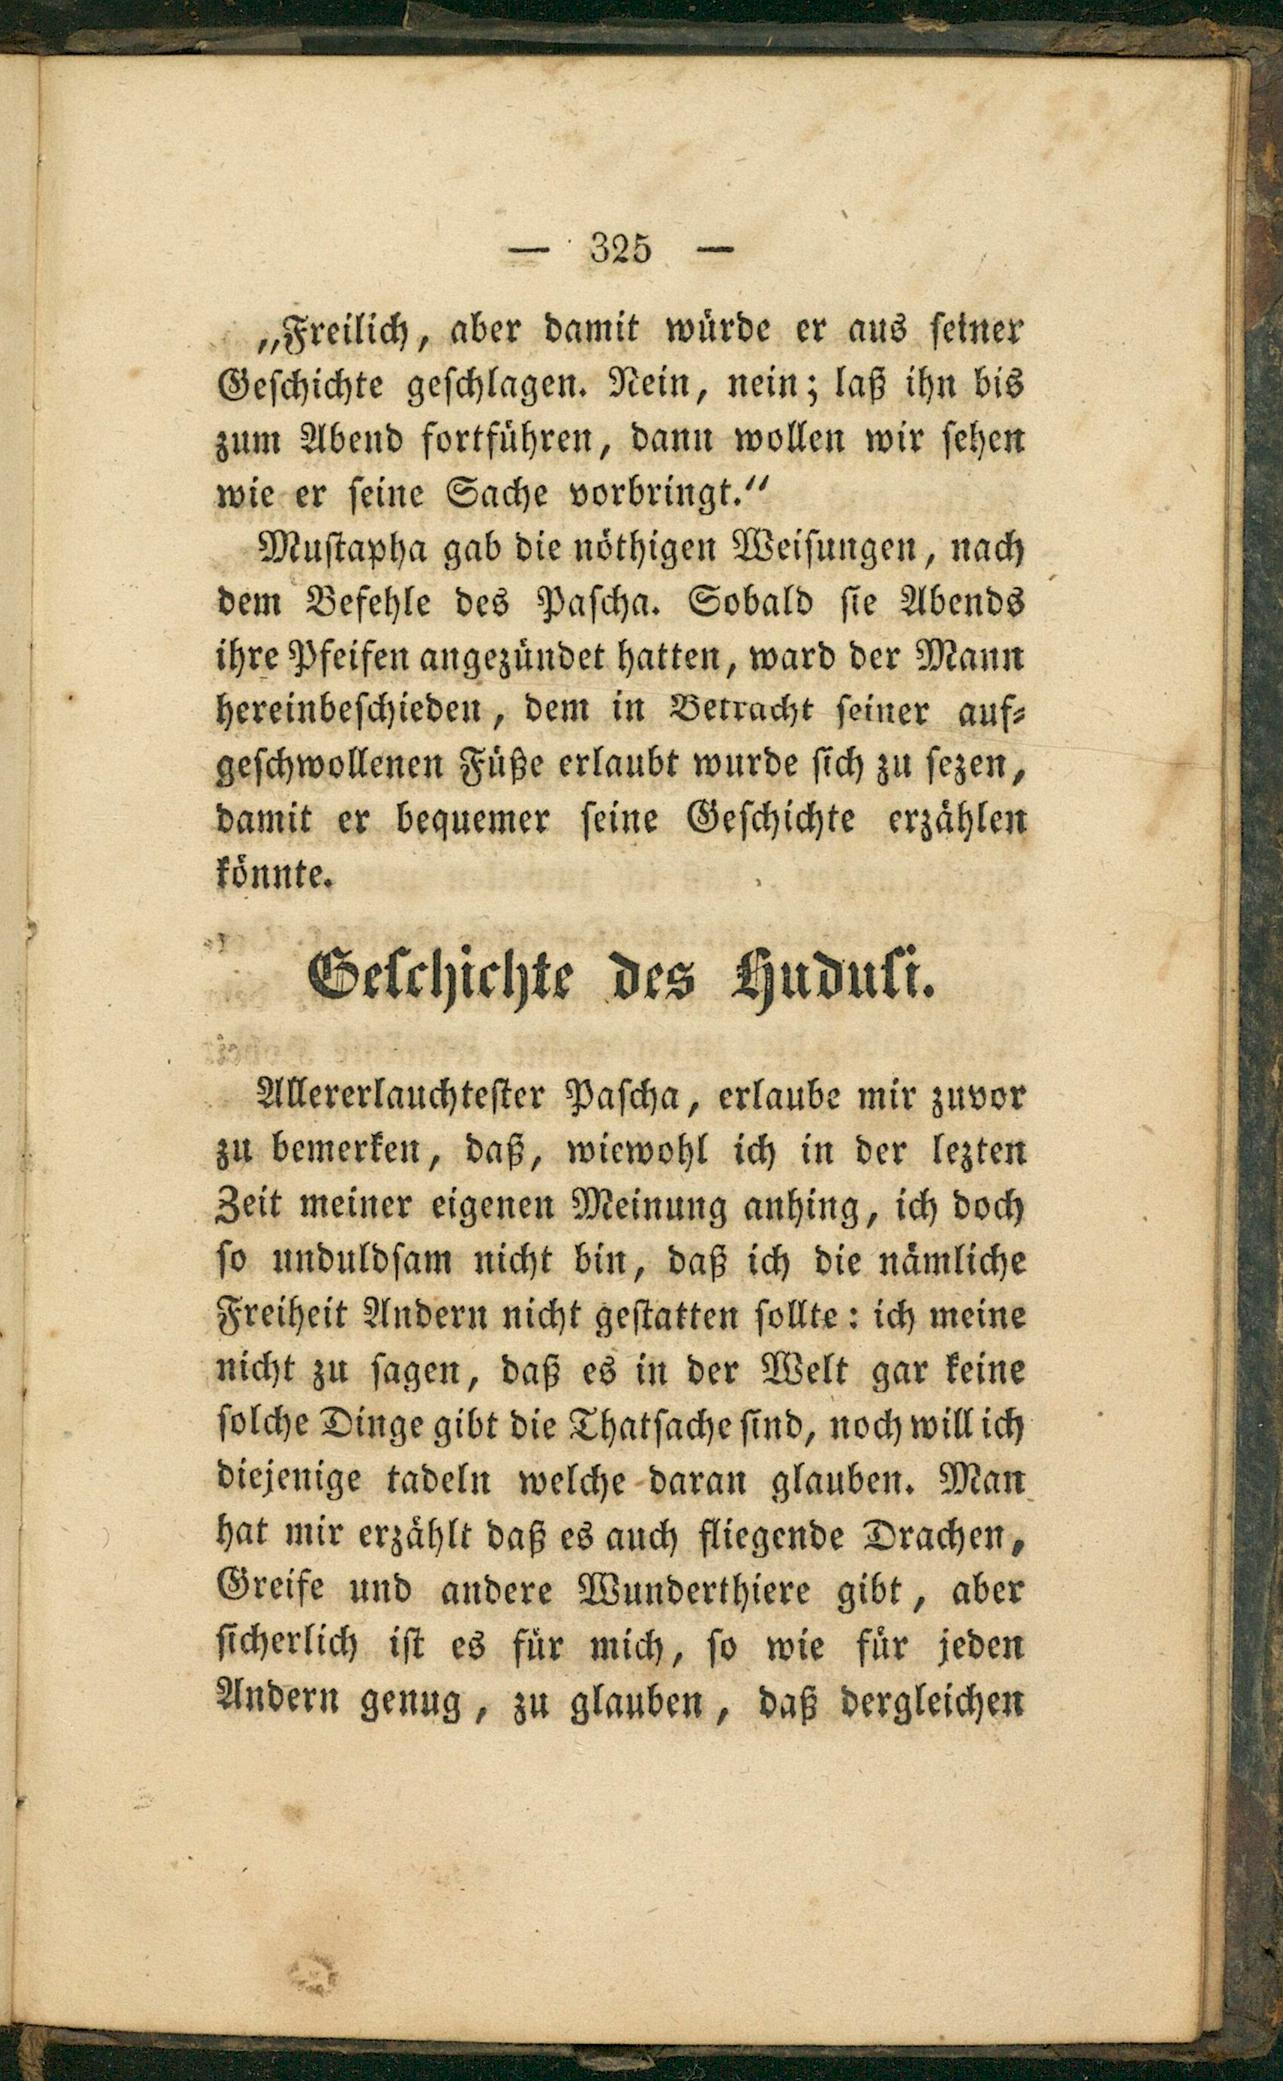 — 325 —
„Freilich, aber damit würde er aus seiner
Geschichte geschlagen. Nein, nein; laß ihn bis
zum Abend fortführen, dann wollen wir sehen
wie er seine Sache vorbringt.“
Mustapha gab die nöthigen Weisungen, nach
dem Befehle des Pascha. Sobald sie Abends
ihre Pfeifen angezündet hatten, ward der Mann
hereinbeschieden, dem in Betracht seiner auf-
geschwollenen Füße erlaubt wurde sich zu sezen,
damit er bequemer seine Geschichte erzählen
könnte.
Geschichte des Hudusi.
Allererlauchtester Pascha, erlaube mir zuvor
zu bemerken, daß, wiewohl ich in der lezten
Zeit meiner eigenen Meinung anhing, ich doch
so unduldsam nicht bin, daß ich die nämliche
Freiheit Andern nicht gestatten sollte: ich meine
nicht zu sagen, daß es in der Welt gar keine
solche Dinge gibt die Thatsache sind, noch will ich
diejenige tadeln welche daran glauben. Man
hat mir erzählt daß es auch fliegende Drachen,
Greife und andere Wunderthiere gibt, aber
sicherlich ist es für mich, so wie für jeden
Andern genug, zu glauben, daß dergleichen